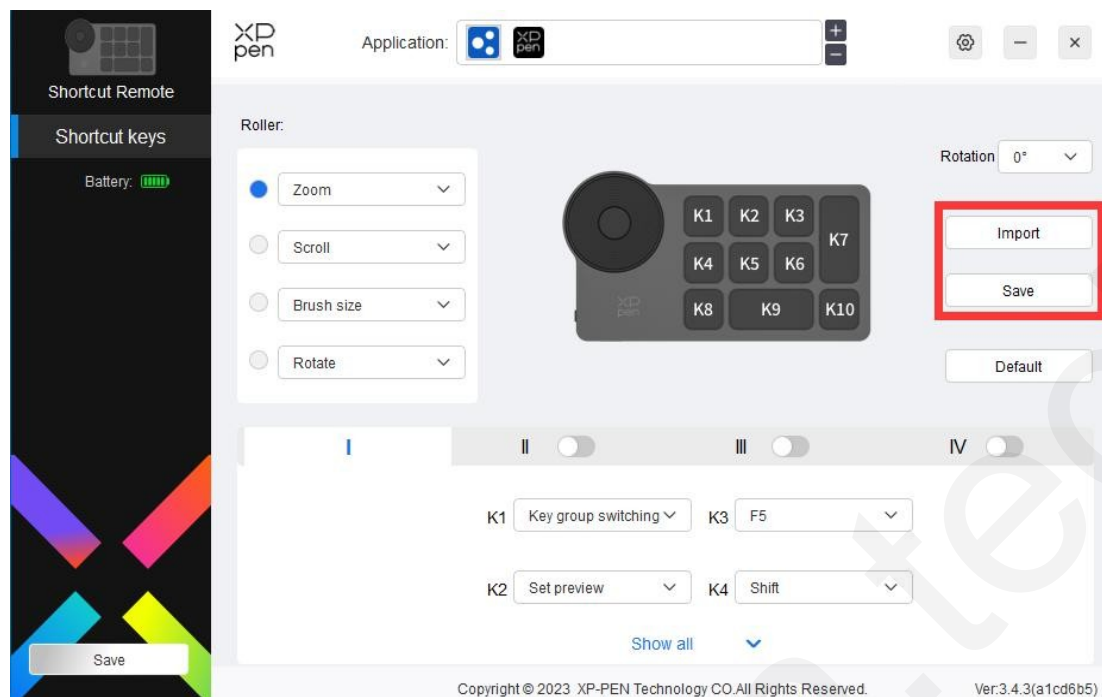 Shortcut Remote
Shortcut keys
Battery:
Save
XP
pen
Application:
XP
pen
+
−
Roller:
Zoom
Scroll
Brush size
Rotate
K1 K2 K3
K7
K4 K5 K6
K8 K9 K10
XP
pen
Rotation 0°
Import
Save
Default
I II III IV
K1 Key group switching K3 F5
K2 Set preview K4 Shift
Show all
Copyright © 2023 XP-PEN Technology CO.All Rights Reserved. Ver:3.4.3(a1cd6b5)